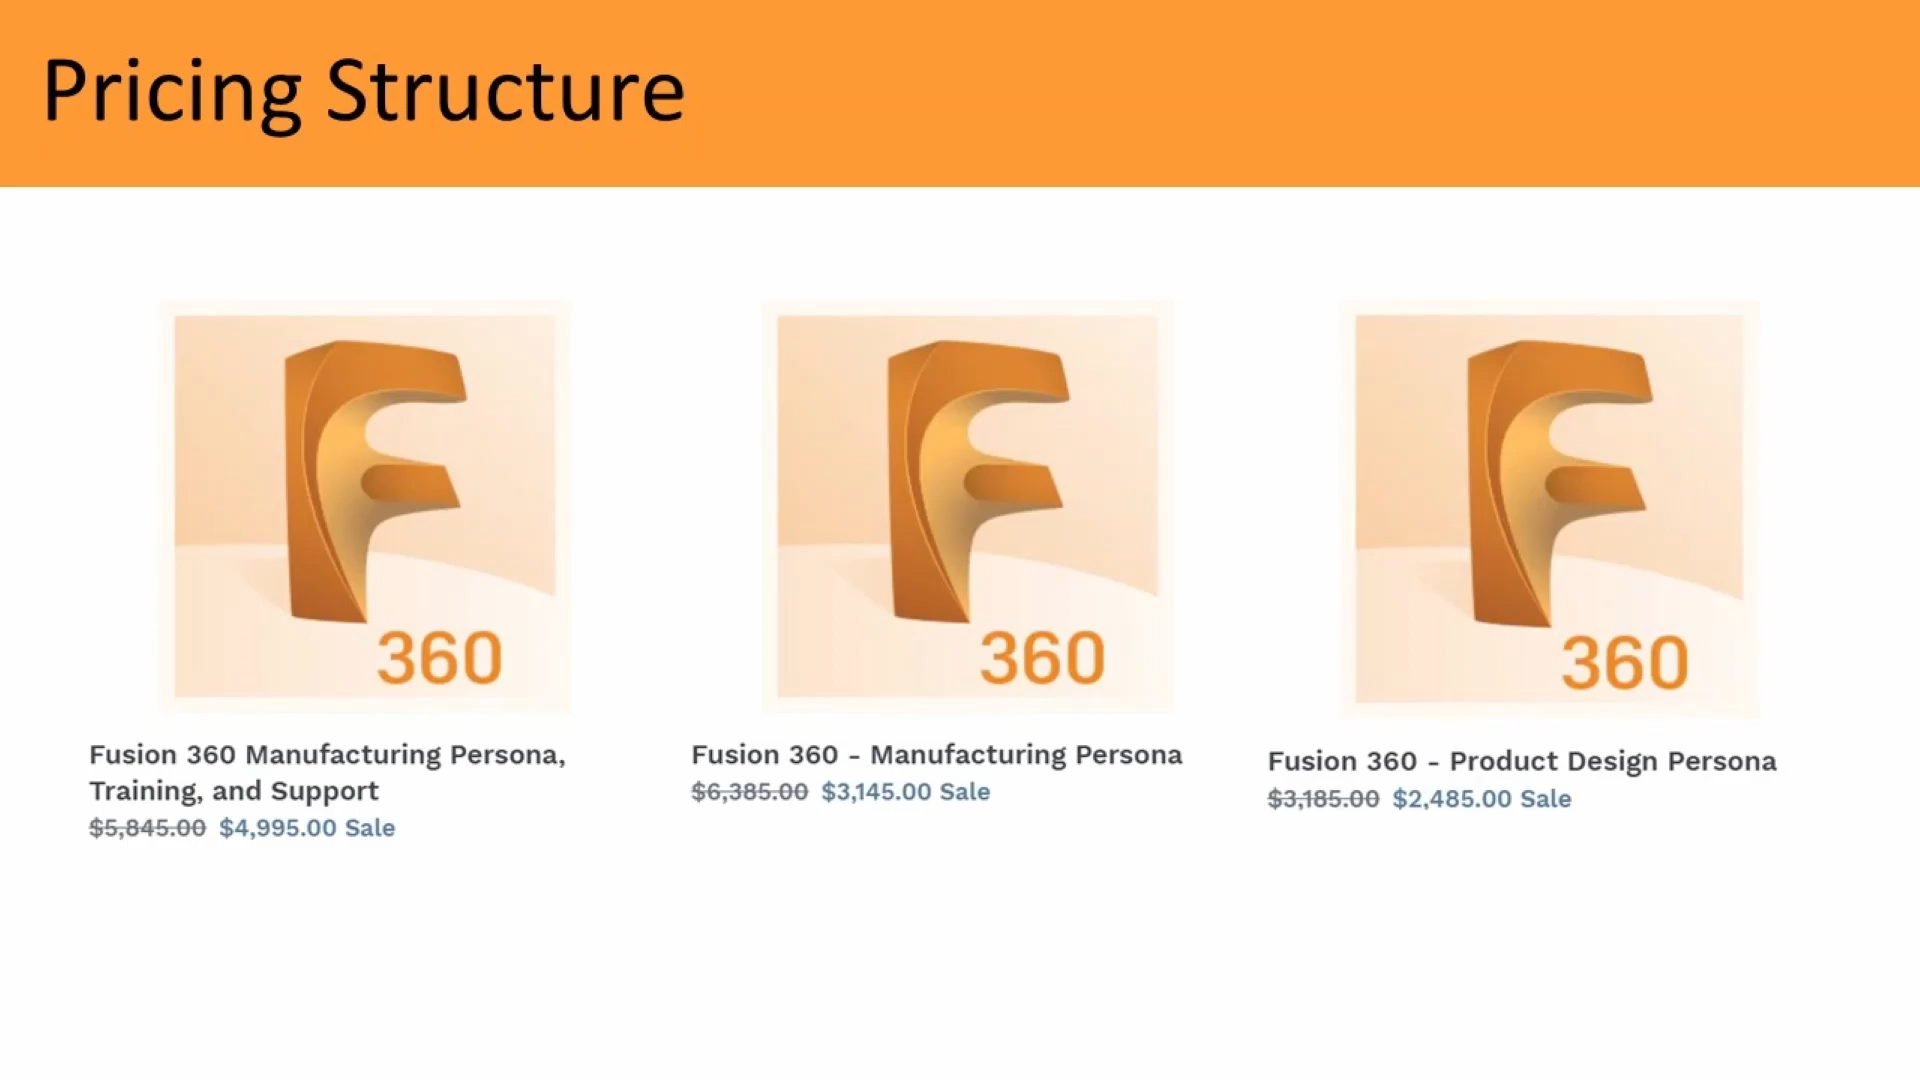 Pricing Structure
360
360
360
Fusion 360 Manufacturing Persona,
Training, and Support
$5,845.00 $4,995.00 Sale
Fusion 360 - Manufacturing Persona
$6,385.00 $3,145.00 Sale
Fusion 360 - Product Design Persona
$3,185.00 $2,485.00 Sale